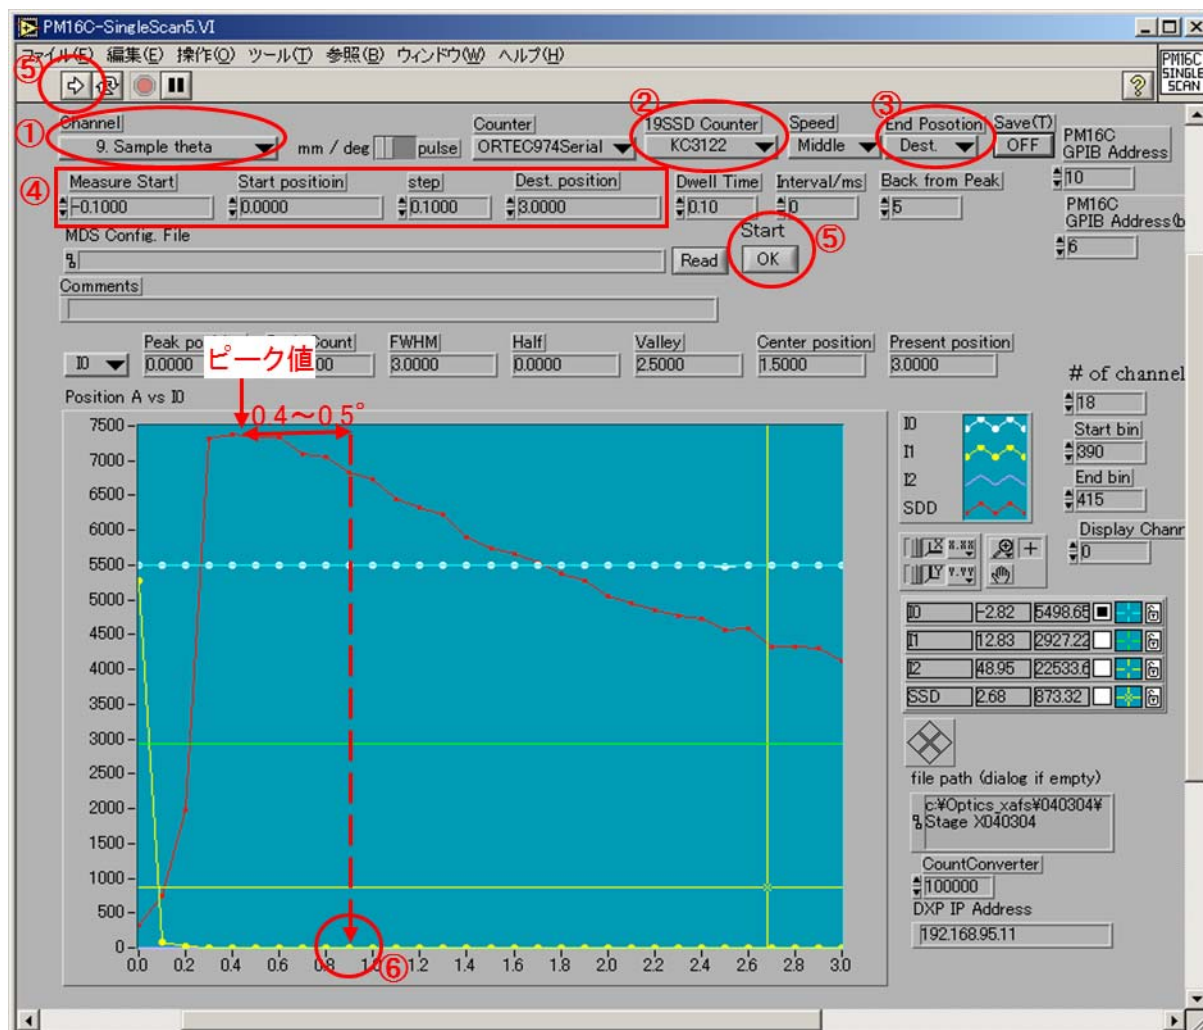 PM16C-SingleScan5.VI
ファイル(F) 編集(E) 操作(O) ツール(T) 参照(B) ウィンドウ(W) ヘルプ(H)
⑤
PM16C SINGLE SCAN
① ② ③
Channel Counter 19SSD Counter Speed End Posotion Save(T)
9. Sample theta mm / deg pulse ORTEC974Serial KC3122 Middle Dest. OFF
PM16C
GPIB Address
10
④
Measure Start Start positioin step Dest. position Dwell Time Interval/ms Back from Peak
-0.1000 0.0000 0.1000 3.0000 0.10 0 5
PM16C
GPIB Address(b
6
MDS Config. File
Read
Start
OK
⑤
Comments
Peak po Count FWHM Half Valley Center position Present position
I0 0.0000 00 3.0000 0.0000 2.5000 1.5000 3.0000
ピーク値
# of channel
18
Start bin
390
End bin
415
Display Chann
0
Position A vs I0
0.4～0.5°
7500
7000
6500
6000
5500
5000
4500
4000
3500
3000
2500
2000
1500
1000
500
0
0.0 0.2 0.4 0.6 0.8 1.0 1.2 1.4 1.6 1.8 2.0 2.2 2.4 2.6 2.8 3.0
⑥
I0
I1
I2
SDD
X X.XX
Y Y.YY
I0 -2.82 5498.65
I1 12.83 2927.22
I2 48.95 22533.6
SSD 2.68 873.32
file path (dialog if empty)
c:¥Optics_xafs¥040304¥
Stage X040304
CountConverter
100000
DXP IP Address
192.168.95.11